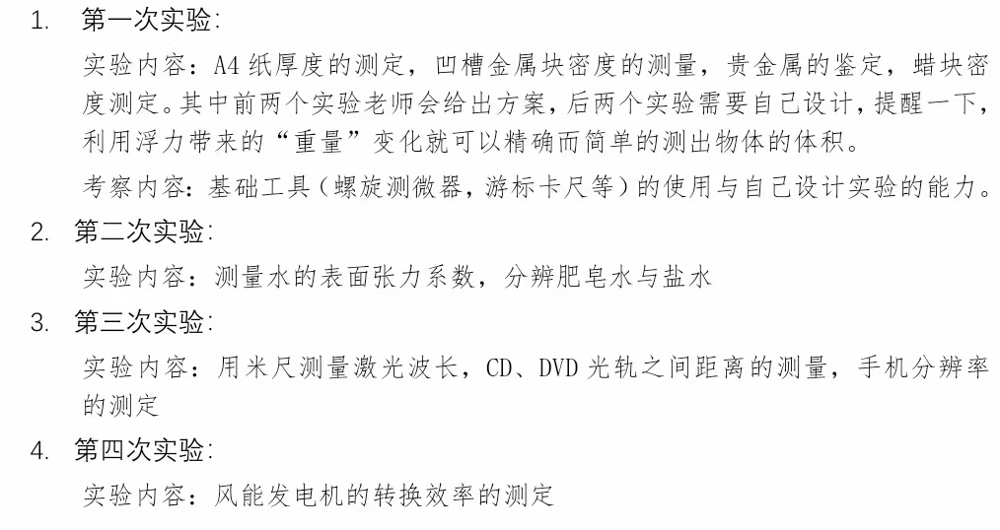 1. 第一次实验：
实验内容：A4 纸厚度的测定，凹槽金属块密度的测量，贵金属的鉴定，蜡块密
度测定。其中前两个实验老师会给出方案，后两个实验需要自己设计，提醒一下，
利用浮力带来的“重量”变化就可以精确而简单的测出物体的体积。
考察内容：基础工具（螺旋测微器，游标卡尺等）的使用与自己设计实验的能力。
2. 第二次实验：
实验内容：测量水的表面张力系数，分辨肥皂水与盐水
3. 第三次实验：
实验内容：用米尺测量激光波长，CD、DVD 光轨之间距离的测量，手机分辨率
的测定
4. 第四次实验：
实验内容：风能发电机的转换效率的测定